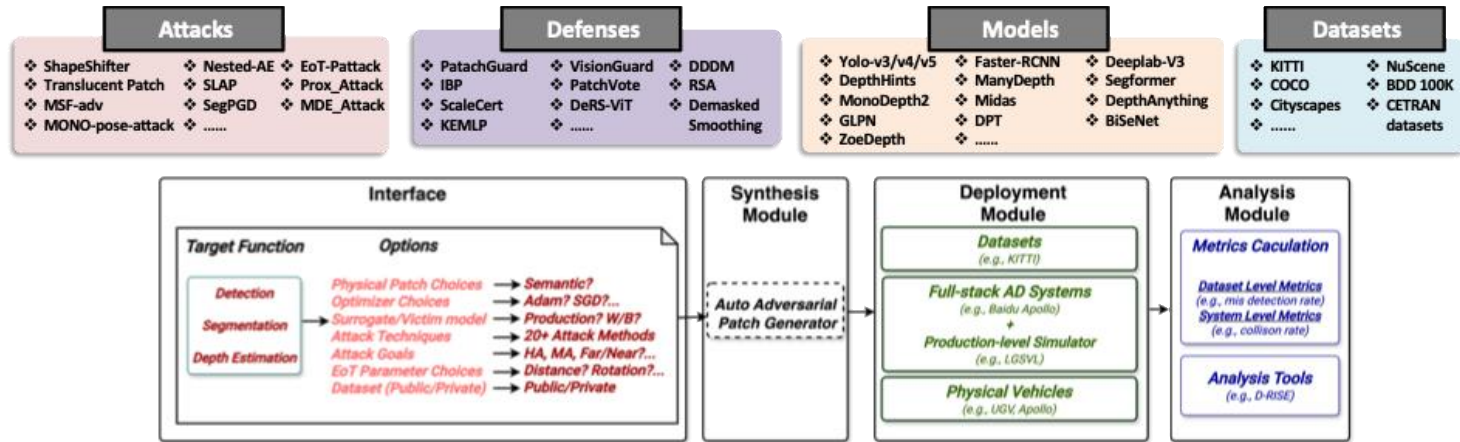 Attacks
❖ ShapeShifter
❖ Translucent Patch
❖ MSF-adv
❖ MONO-pose-attack
❖ Nested-AE
❖ SLAP
❖ SegPGD
❖ ......
❖ EoT-Pattack
❖ Prox_Attack
❖ MDE_Attack
Defenses
❖ PatachGuard
❖ IBP
❖ ScaleCert
❖ KEMLP
❖ VisionGuard
❖ PatchVote
❖ DeRS-ViT
❖ ......
❖ DDDM
❖ RSA
❖ Demasked
Smoothing
Models
❖ Yolo-v3/v4/v5
❖ DepthHints
❖ MonoDepth2
❖ GLPN
❖ ZoeDepth
❖ Faster-RCNN
❖ ManyDepth
❖ Midas
❖ DPT
❖ ......
❖ Deeplab-V3
❖ Segformer
❖ DepthAnything
❖ BiSeNet
Datasets
❖ KITTI
❖ COCO
❖ Cityscapes
❖ ......
❖ NuScene
❖ BDD 100K
❖ CETRAN
datasets
Interface
Target Function
Detection
Segmentation
Depth Estimation
Options
Physical Patch Choices → Semantic?
Optimizer Choices → Adam? SGD?...
Surrogate/Victim model → Production? W/B?
Attack Techniques → 20+ Attack Methods
Attack Goals → HA, MA, Far/Near?...
EoT Parameter Choices → Distance? Rotation?...
Dataset (Public/Private) → Public/Private
Synthesis
Module
Auto Adversarial
Patch Generator
Deployment
Module
Datasets
(e.g., KITTI)
Full-stack AD Systems
(e.g., Baidu Apollo)
+
Production-level Simulator
(e.g., LGSVL)
Physical Vehicles
(e.g., UGV, Apollo)
Analysis
Module
Metrics Caculation
Dataset Level Metrics
(e.g., mis detection rate)
System Level Metrics
(e.g., collison rate)
Analysis Tools
(e.g., D-RISE)